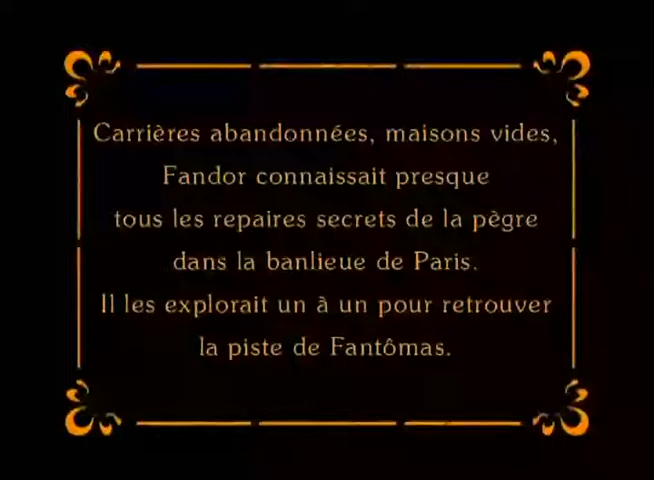 Carrières abandonnées, maisons vides,
Fandor connaissait presque
tous les repaires secrets de la pègre
dans la banlieue de Paris.
Il les explorait un à un pour retrouver
la piste de Fantômas.